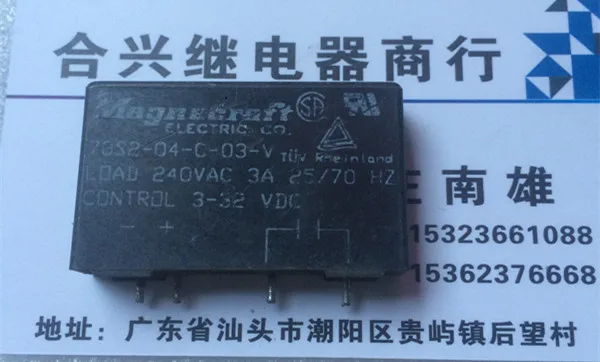 合兴继电器商行
Magnecraft
ELECTRIC CO.
70S2-04-C-03-V
TÜV Rheinland
LOAD 240VAC 3A 25/70 HZ
CONTROL 3-32 VDC
- +
王南雄
15323661088
15362376668
地址：广东省汕头市潮阳区贵屿镇后望村